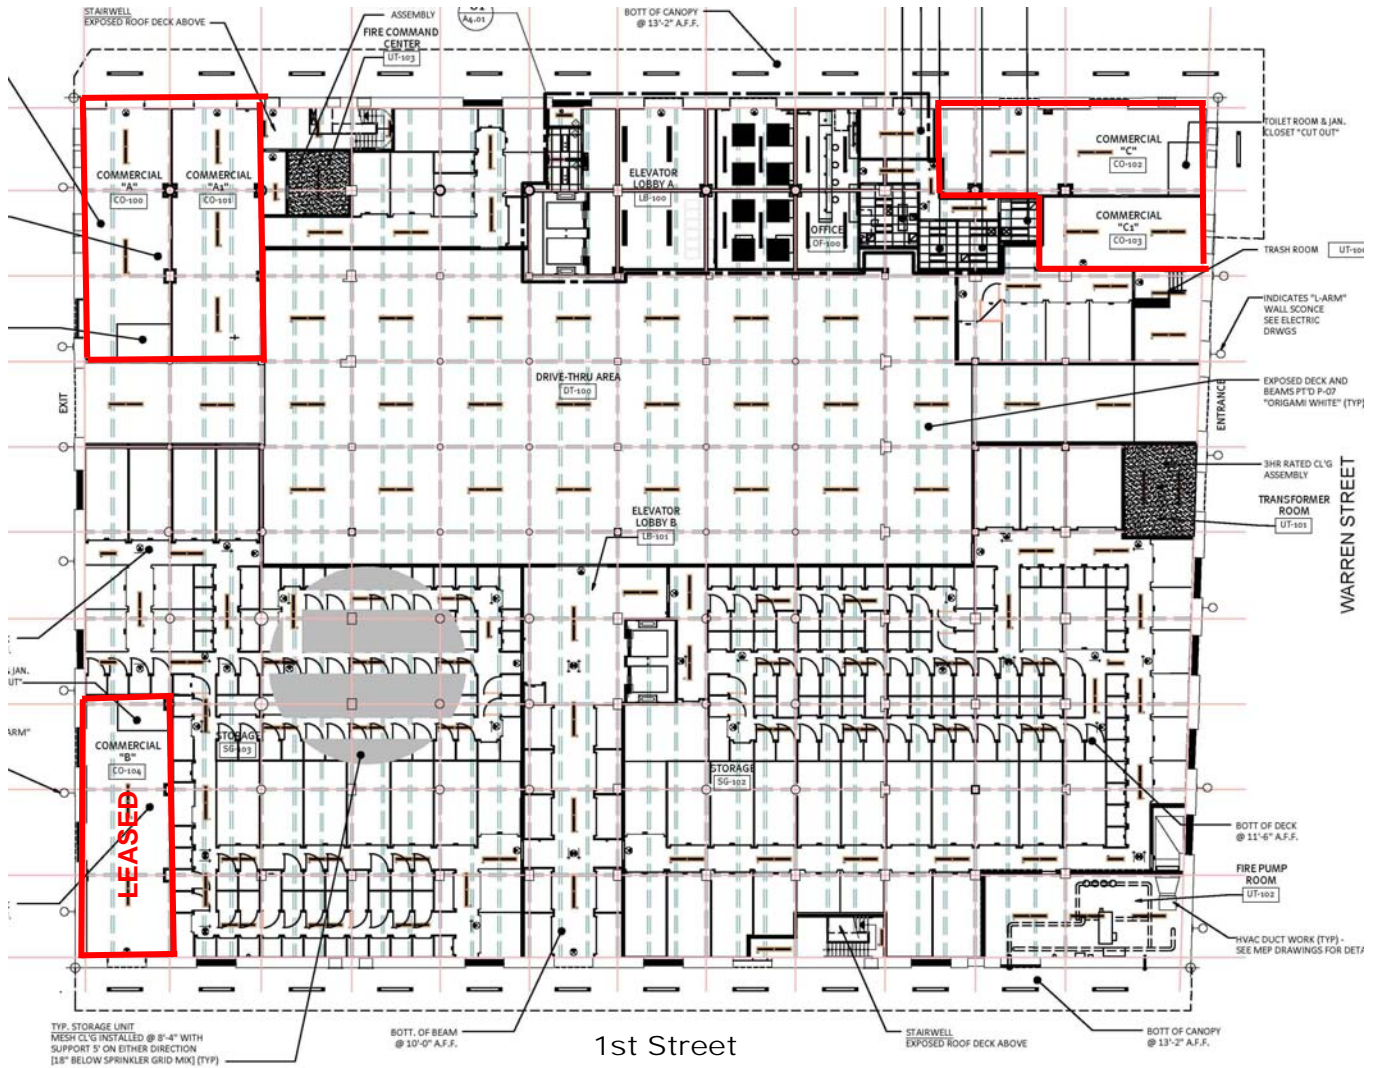 STAIRWELL
EXPOSED ROOF DECK ABOVE
ASSEMBLY
FIRE COMMAND
CENTER
UT-103
A4.01
BOTT OF CANOPY
@ 13'-2" A.F.F.
TOILET ROOM & JAN.
CLOSET "CUT OUT"
COMMERCIAL
"A"
CO-100
COMMERCIAL
"A1"
CO-101
ELEVATOR
LOBBY A
LB-100
OFFICE
OF-100
COMMERCIAL
"C"
CO-102
COMMERCIAL
"C1"
CO-103
TRASH ROOM
INDICATES "L-ARM"
WALL SCONCE
SEE ELECTRIC
DRWGS
EXIT
DRIVE-THRU AREA
DT-100
ENTRANCE
EXPOSED DECK AND
BEAMS PT'D P-07
"ORIGAMI WHITE" (TYP)
3HR RATED CL'G
ASSEMBLY
TRANSFORMER
ROOM
UT-101
WARREN STREET
ELEVATOR
LOBBY B
LB-101
& JAN.
COMMERCIAL
"B"
CO-104
LEASED
STORAGE
SG-103
STORAGE
SG-102
BOTT OF DECK
@ 11'-6" A.F.F.
FIRE PUMP
ROOM
UT-102
HVAC DUCT WORK (TYP) -
SEE MEP DRAWINGS FOR DETA
TYP. STORAGE UNIT
MESH CL'G INSTALLED @ 8'-4" WITH
SUPPORT 5' ON EITHER DIRECTION
[18" BELOW SPRINKLER GRID MIX] (TYP)
BOTT. OF BEAM
@ 10'-0" A.F.F.
1st Street
STAIRWELL
EXPOSED ROOF DECK ABOVE
BOTT OF CANOPY
@ 13'-2" A.F.F.